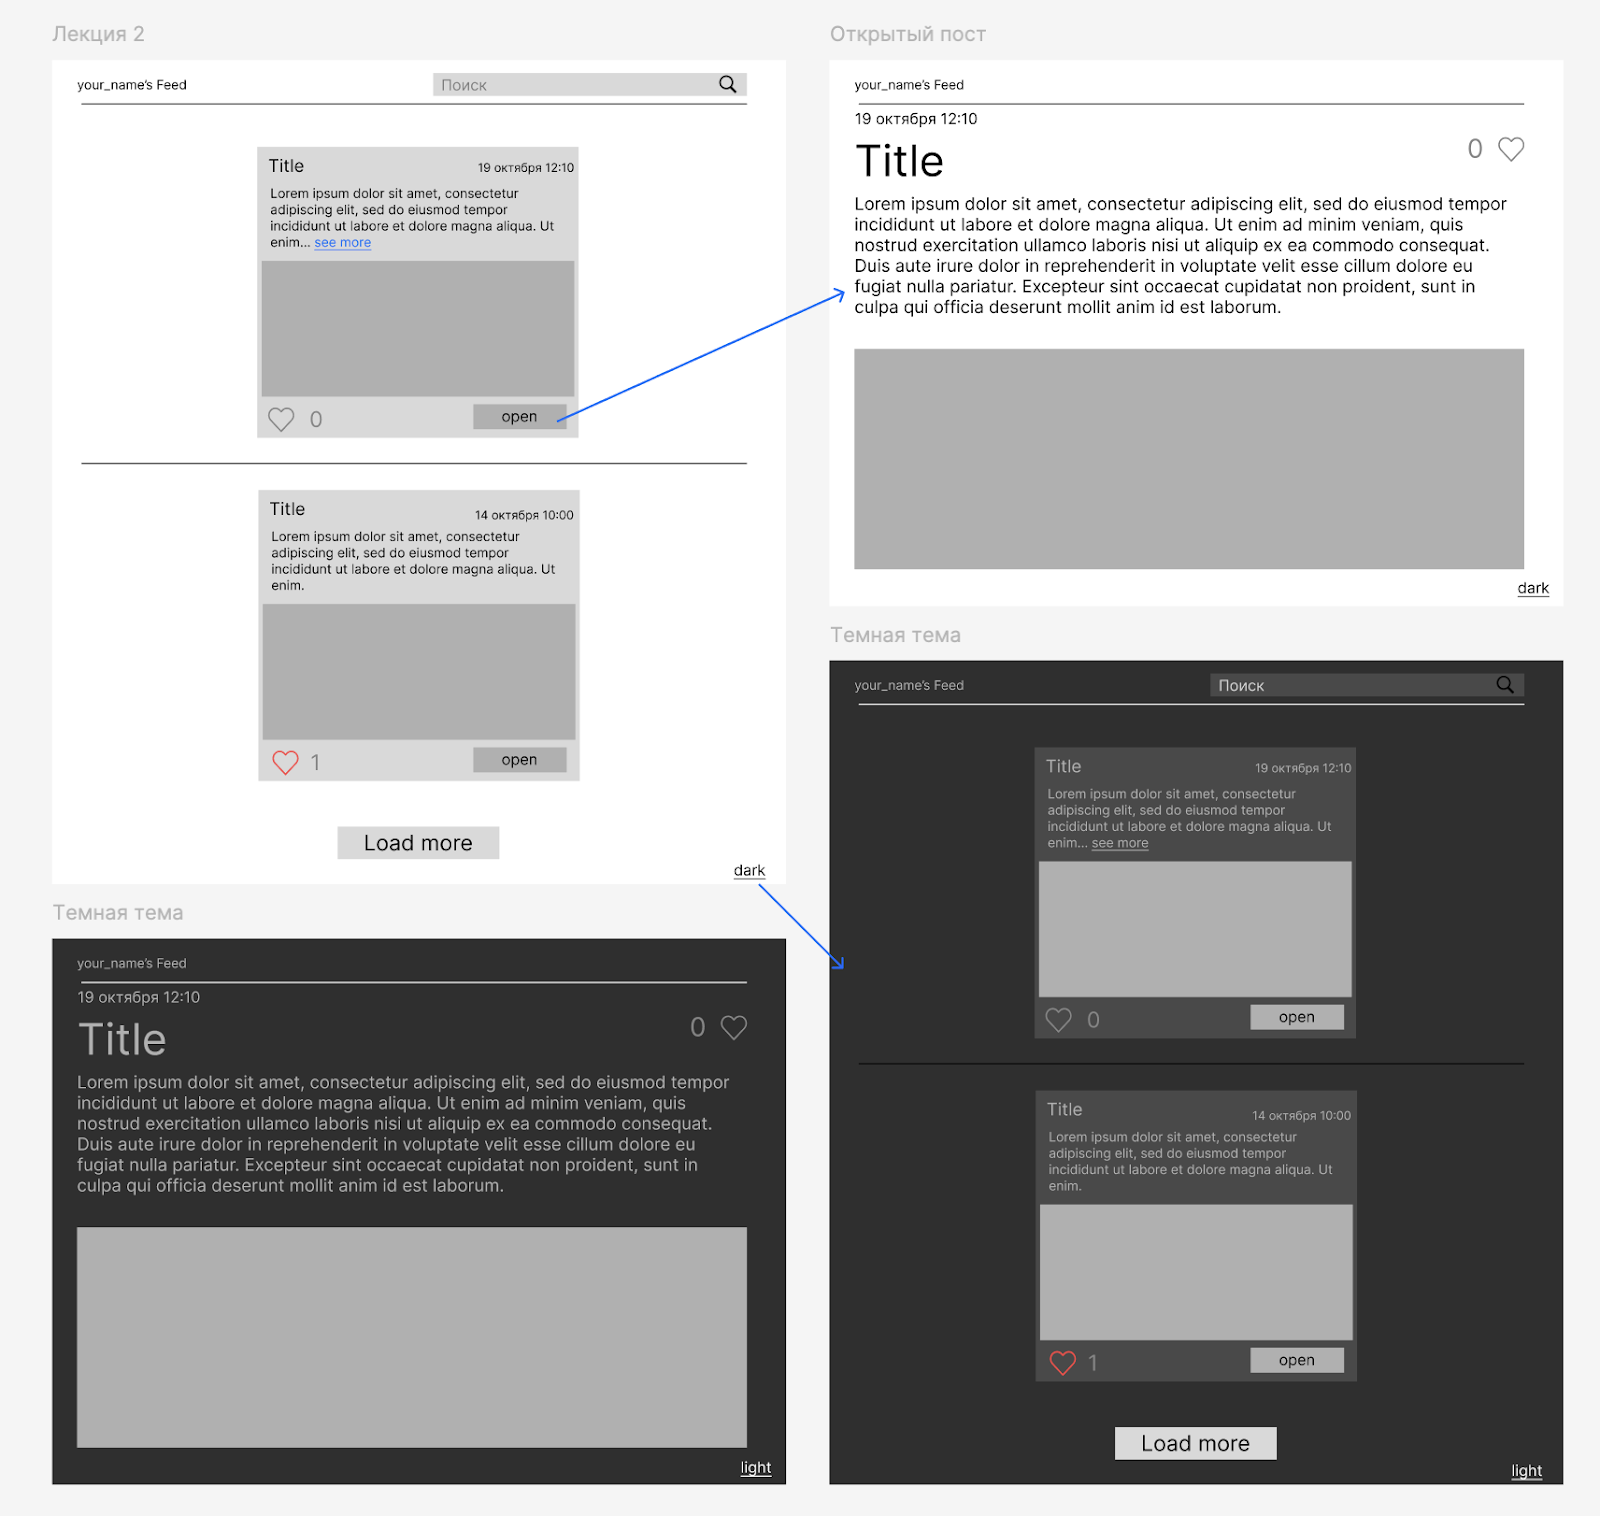 Лекция 2
your_name's Feed
Поиск
Title
19 октября 12:10
Lorem ipsum dolor sit amet, consectetur
adipiscing elit, sed do eiusmod tempor
incididunt ut labore et dolore magna aliqua. Ut
enim... see more
0
open
Title
14 октября 10:00
Lorem ipsum dolor sit amet, consectetur
adipiscing elit, sed do eiusmod tempor
incididunt ut labore et dolore magna aliqua. Ut
enim.
1
open
Load more
dark
Открытый пост
your_name's Feed
19 октября 12:10
Title
0
Lorem ipsum dolor sit amet, consectetur adipiscing elit, sed do eiusmod tempor
incididunt ut labore et dolore magna aliqua. Ut enim ad minim veniam, quis
nostrud exercitation ullamco laboris nisi ut aliquip ex ea commodo consequat.
Duis aute irure dolor in reprehenderit in voluptate velit esse cillum dolore eu
fugiat nulla pariatur. Excepteur sint occaecat cupidatat non proident, sunt in
culpa qui officia deserunt mollit anim id est laborum.
dark
Темная тема
your_name's Feed
19 октября 12:10
Title
0
Lorem ipsum dolor sit amet, consectetur adipiscing elit, sed do eiusmod tempor
incididunt ut labore et dolore magna aliqua. Ut enim ad minim veniam, quis
nostrud exercitation ullamco laboris nisi ut aliquip ex ea commodo consequat.
Duis aute irure dolor in reprehenderit in voluptate velit esse cillum dolore eu
fugiat nulla pariatur. Excepteur sint occaecat cupidatat non proident, sunt in
culpa qui officia deserunt mollit anim id est laborum.
light
Темная тема
your_name's Feed
Поиск
Title
19 октября 12:10
Lorem ipsum dolor sit amet, consectetur
adipiscing elit, sed do eiusmod tempor
incididunt ut labore et dolore magna aliqua. Ut
enim... see more
0
open
Title
14 октября 10:00
Lorem ipsum dolor sit amet, consectetur
adipiscing elit, sed do eiusmod tempor
incididunt ut labore et dolore magna aliqua. Ut
enim.
1
open
Load more
light